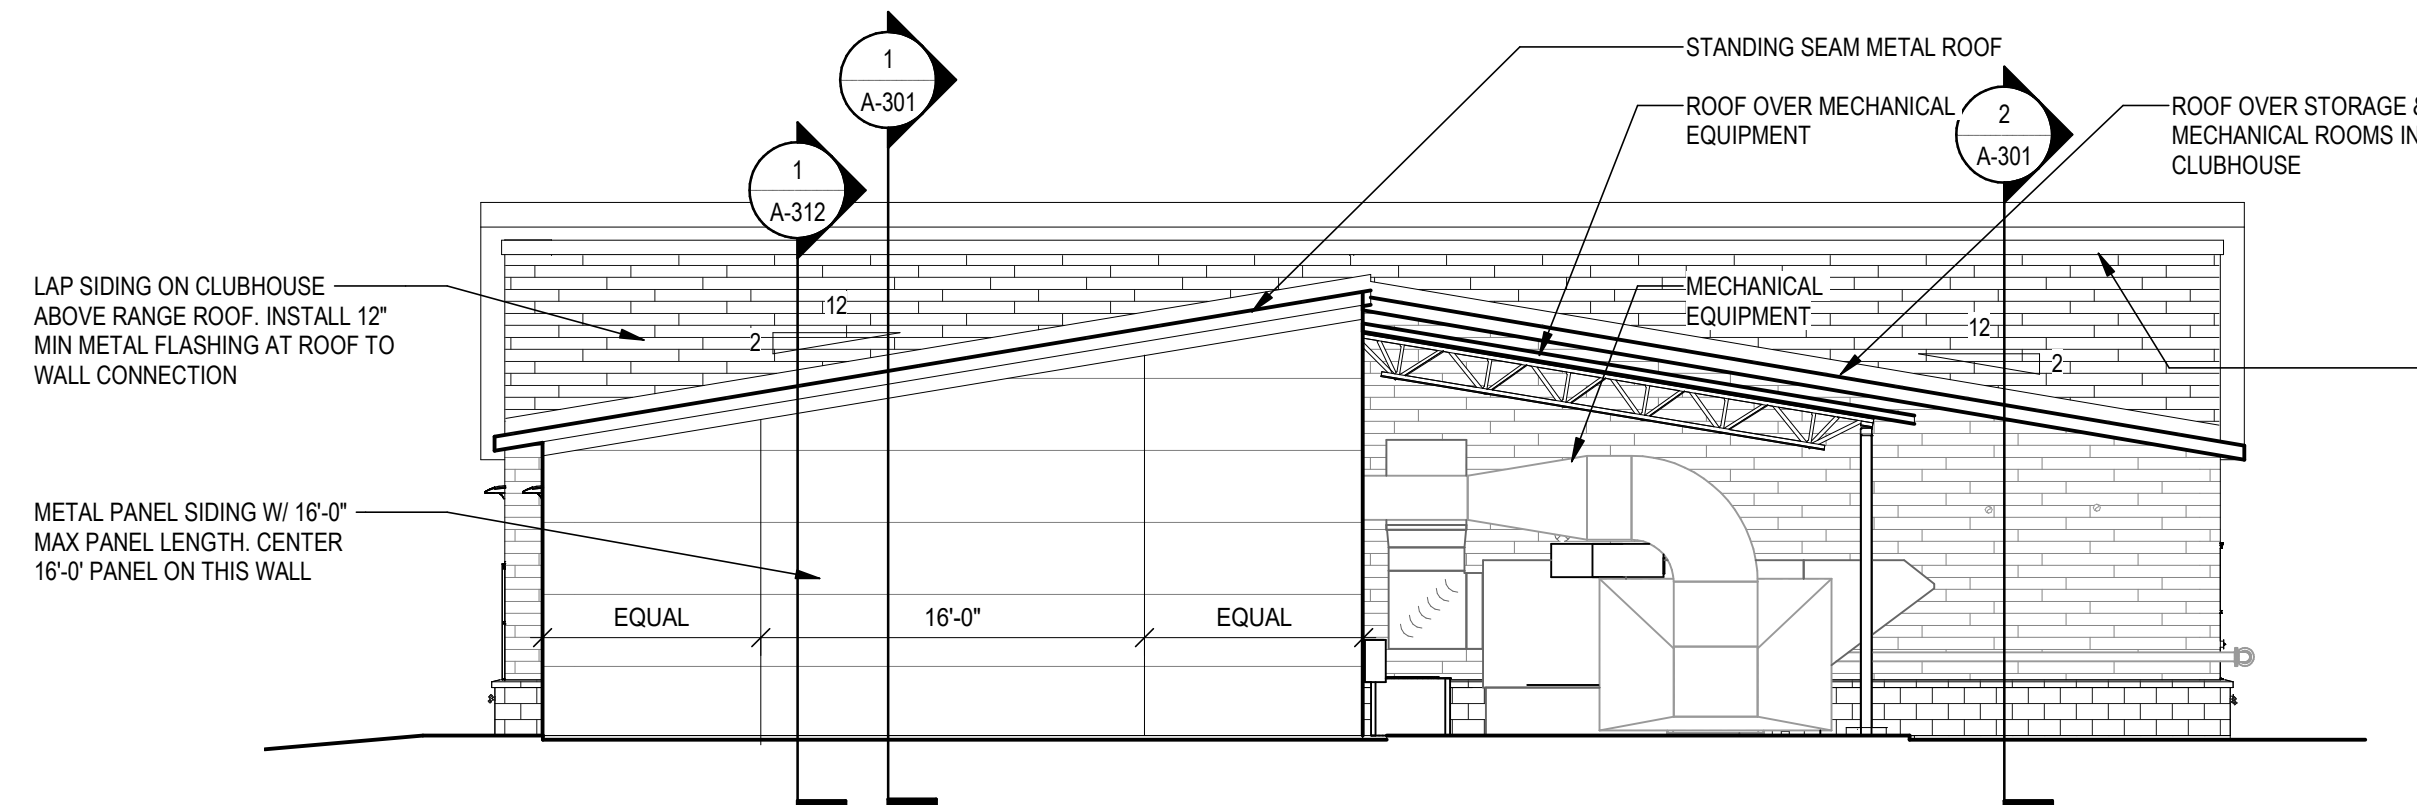 1
A-301
STANDING SEAM METAL ROOF
ROOF OVER MECHANICAL
EQUIPMENT
2
A-301
ROOF OVER STORAGE &
MECHANICAL ROOMS IN
CLUBHOUSE
1
A-312
LAP SIDING ON CLUBHOUSE
ABOVE RANGE ROOF. INSTALL 12"
MIN METAL FLASHING AT ROOF TO
WALL CONNECTION
12
2
MECHANICAL
EQUIPMENT
12
2
METAL PANEL SIDING W/ 16'-0"
MAX PANEL LENGTH. CENTER
16'-0' PANEL ON THIS WALL
EQUAL
16'-0"
EQUAL